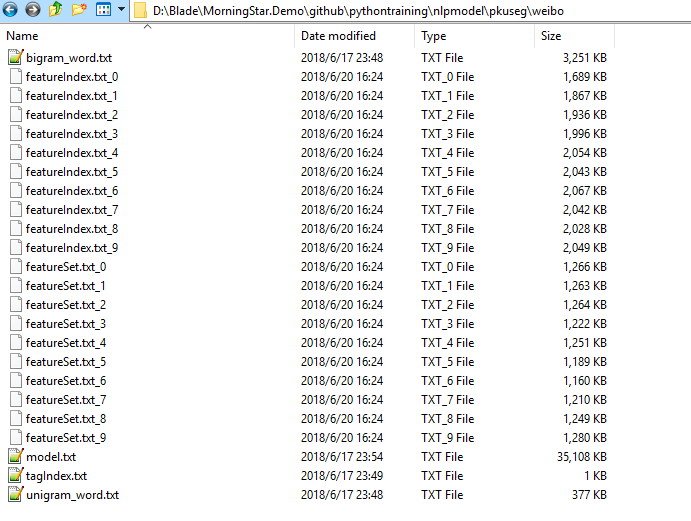 D:\Blade\MorningStar.Demo\github\pythontraining\nlpmodel\pkuseg\weibo
Name Date modified Type Size
bigram_word.txt 2018/6/17 23:48 TXT File 3,251 KB
featureIndex.txt_0 2018/6/20 16:24 TXT_0 File 1,689 KB
featureIndex.txt_1 2018/6/20 16:24 TXT_1 File 1,867 KB
featureIndex.txt_2 2018/6/20 16:24 TXT_2 File 1,936 KB
featureIndex.txt_3 2018/6/20 16:24 TXT_3 File 1,996 KB
featureIndex.txt_4 2018/6/20 16:24 TXT_4 File 2,054 KB
featureIndex.txt_5 2018/6/20 16:24 TXT_5 File 2,043 KB
featureIndex.txt_6 2018/6/20 16:24 TXT_6 File 2,067 KB
featureIndex.txt_7 2018/6/20 16:24 TXT_7 File 2,042 KB
featureIndex.txt_8 2018/6/20 16:24 TXT_8 File 2,028 KB
featureIndex.txt_9 2018/6/20 16:24 TXT_9 File 2,049 KB
featureSet.txt_0 2018/6/20 16:24 TXT_0 File 1,266 KB
featureSet.txt_1 2018/6/20 16:24 TXT_1 File 1,263 KB
featureSet.txt_2 2018/6/20 16:24 TXT_2 File 1,264 KB
featureSet.txt_3 2018/6/20 16:24 TXT_3 File 1,222 KB
featureSet.txt_4 2018/6/20 16:24 TXT_4 File 1,251 KB
featureSet.txt_5 2018/6/20 16:24 TXT_5 File 1,189 KB
featureSet.txt_6 2018/6/20 16:24 TXT_6 File 1,160 KB
featureSet.txt_7 2018/6/20 16:24 TXT_7 File 1,210 KB
featureSet.txt_8 2018/6/20 16:24 TXT_8 File 1,249 KB
featureSet.txt_9 2018/6/20 16:24 TXT_9 File 1,280 KB
model.txt 2018/6/17 23:54 TXT File 35,108 KB
tagIndex.txt 2018/6/17 23:49 TXT File 1 KB
unigram_word.txt 2018/6/17 23:48 TXT File 377 KB